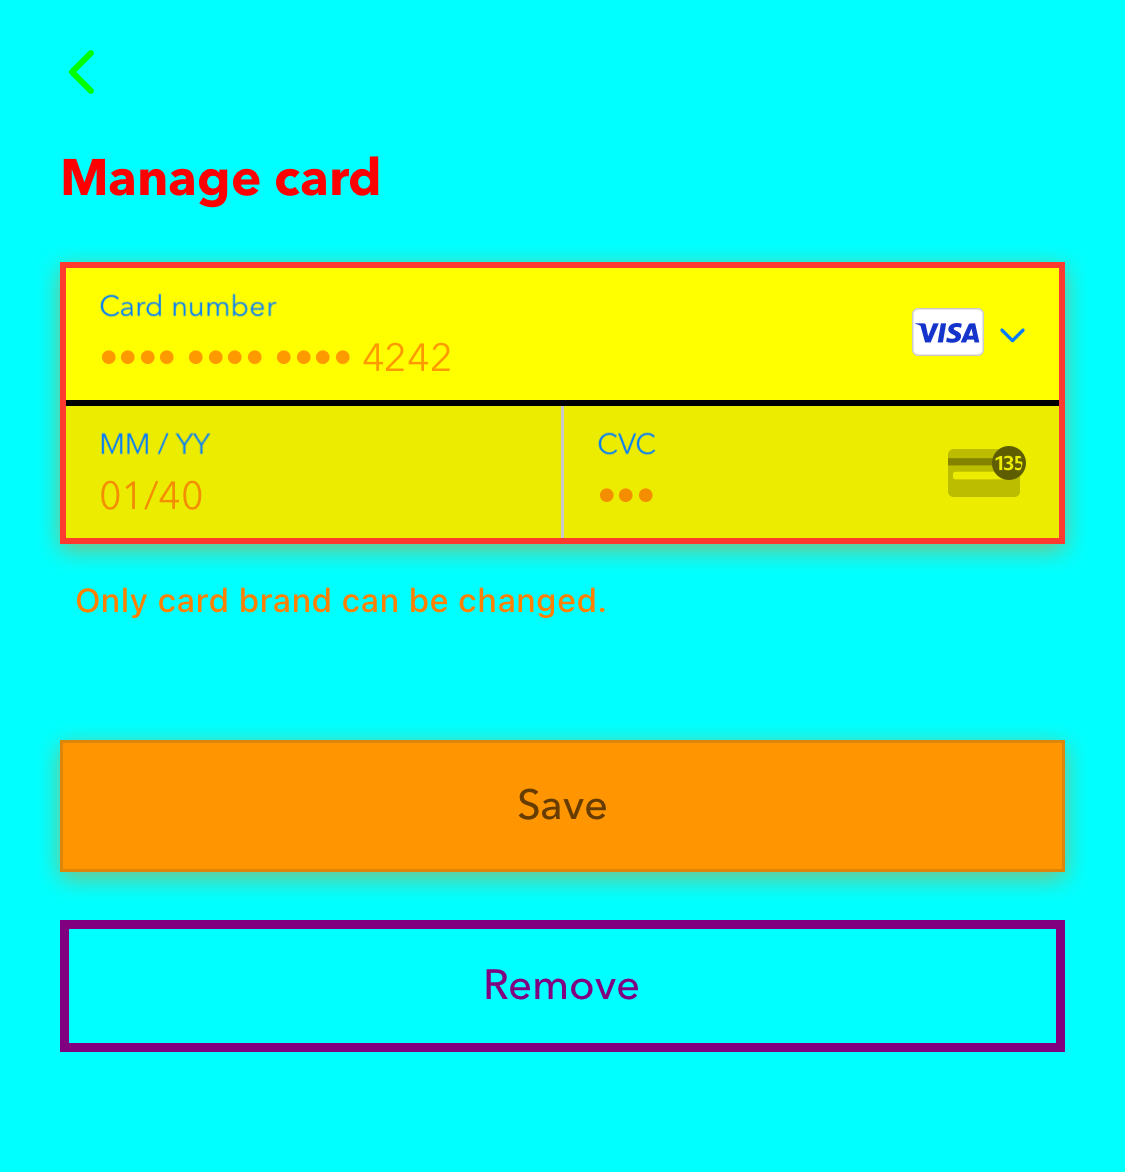 Manage card
Card number
VISA
•••• •••• •••• 4242
MM / YY
CVC
135
01/40
•••
Only card brand can be changed.
Save
Remove